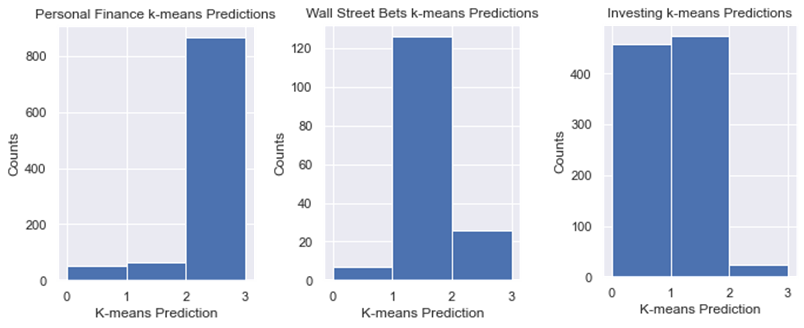 Personal Finance k-means Predictions
800
600
400
200
0
Counts
0 1 2 3
K-means Prediction
Wall Street Bets k-means Predictions
120
100
80
60
40
20
0
Counts
0 1 2 3
K-means Prediction
Investing k-means Predictions
400
300
200
100
0
Counts
0 1 2 3
K-means Prediction